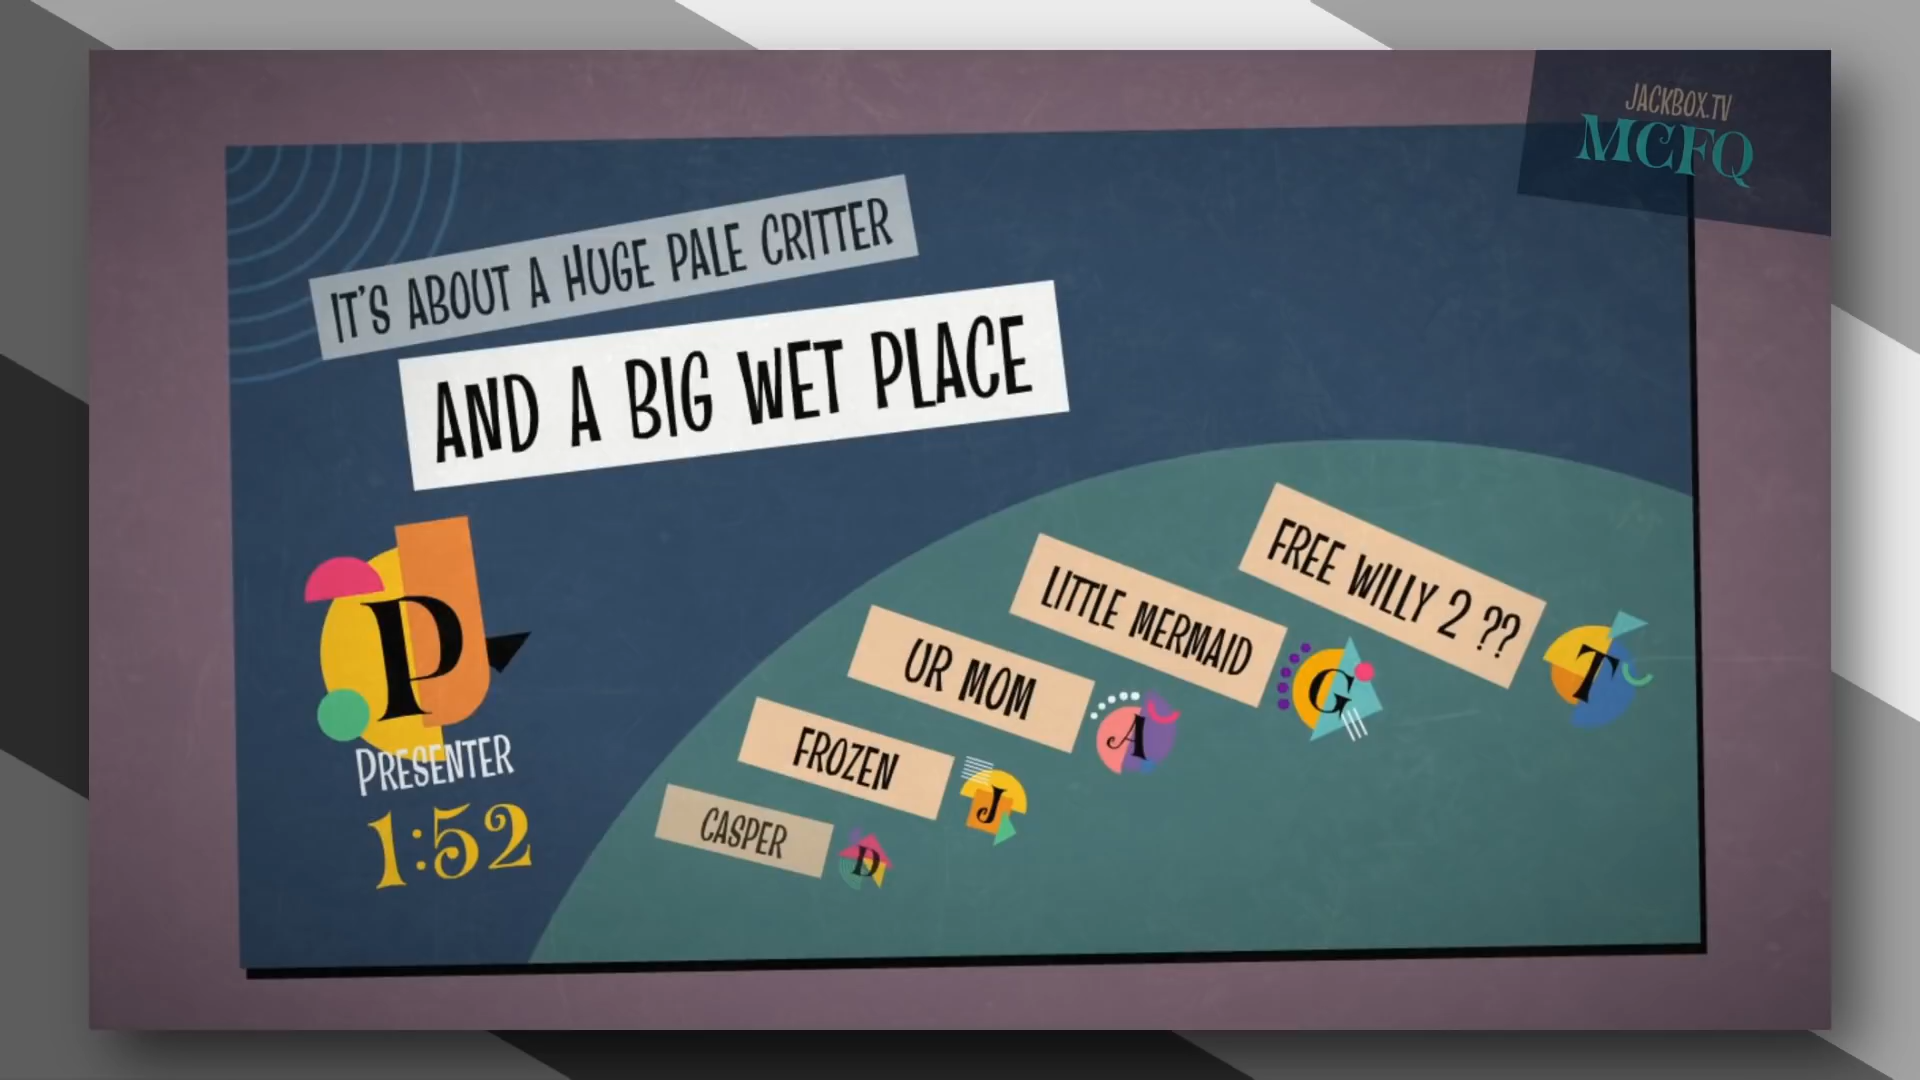 JACKBOX.TV
MCFQ
IT'S ABOUT A HUGE PALE CRITTER
AND A BIG WET PLACE
FREE WILLY 2 ??
T
LITTLE MERMAID
G
UR MOM
A
FROZEN
J
CASPER
D
P
PRESENTER
1:52